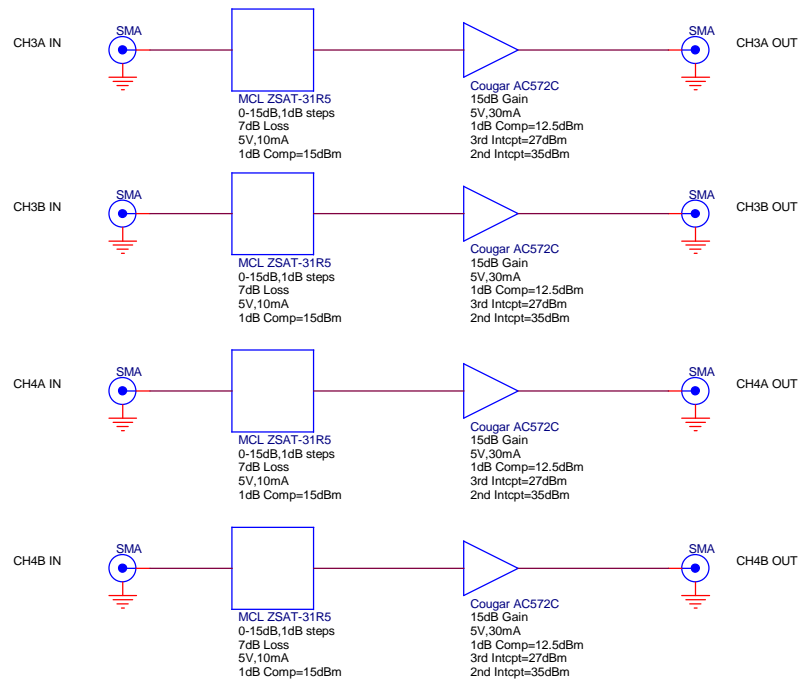 CH3A IN
SMA
SMA
CH3A OUT
MCL ZSAT-31R5
0-15dB,1dB steps
7dB Loss
5V,10mA
1dB Comp=15dBm
Cougar AC572C
15dB Gain
5V,30mA
1dB Comp=12.5dBm
3rd Intcpt=27dBm
2nd Intcpt=35dBm
CH3B IN
SMA
SMA
CH3B OUT
MCL ZSAT-31R5
0-15dB,1dB steps
7dB Loss
5V,10mA
1dB Comp=15dBm
Cougar AC572C
15dB Gain
5V,30mA
1dB Comp=12.5dBm
3rd Intcpt=27dBm
2nd Intcpt=35dBm
CH4A IN
SMA
SMA
CH4A OUT
MCL ZSAT-31R5
0-15dB,1dB steps
7dB Loss
5V,10mA
1dB Comp=15dBm
Cougar AC572C
15dB Gain
5V,30mA
1dB Comp=12.5dBm
3rd Intcpt=27dBm
2nd Intcpt=35dBm
CH4B IN
SMA
SMA
CH4B OUT
MCL ZSAT-31R5
0-15dB,1dB steps
7dB Loss
5V,10mA
1dB Comp=15dBm
Cougar AC572C
15dB Gain
5V,30mA
1dB Comp=12.5dBm
3rd Intcpt=27dBm
2nd Intcpt=35dBm